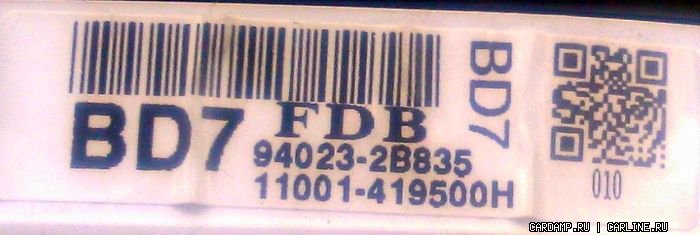 BD7 FDB
94023-2B835
11001-419500H
BD7
010
CARDAMP.RU | CARLINE.RU